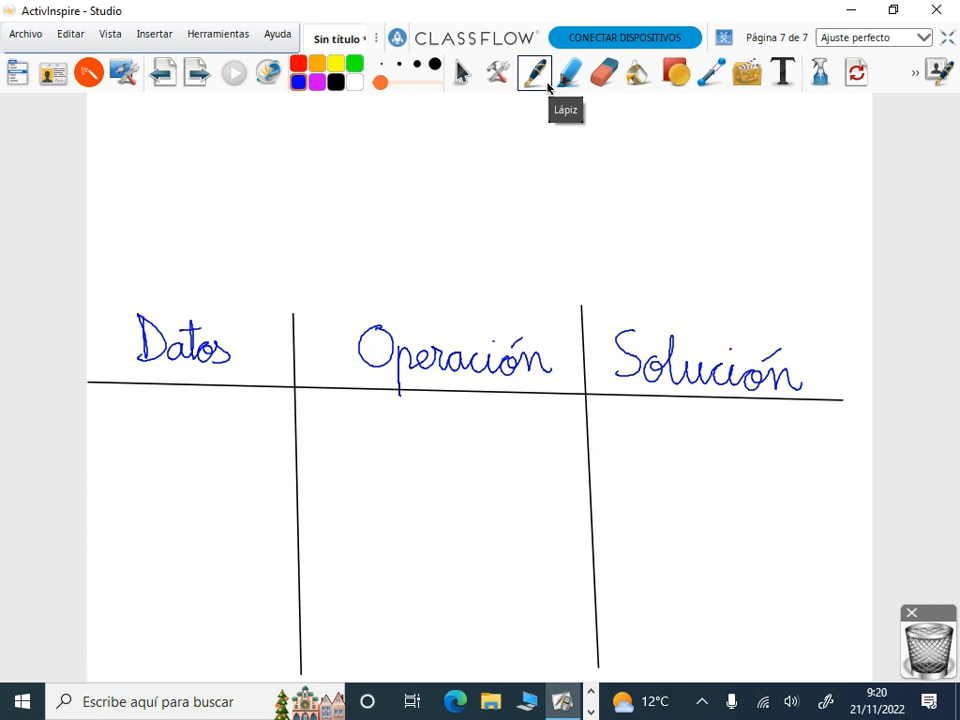 ActivInspire - Studio
Archivo Editar Vista Insertar Herramientas Ayuda
Sin título
CLASSFLOW
CONECTAR DISPOSITIVOS
Página 7 de 7
Ajuste perfecto
Lápiz
Datos Operación Solución
Escribe aquí para buscar
12°C
9:20
21/11/2022